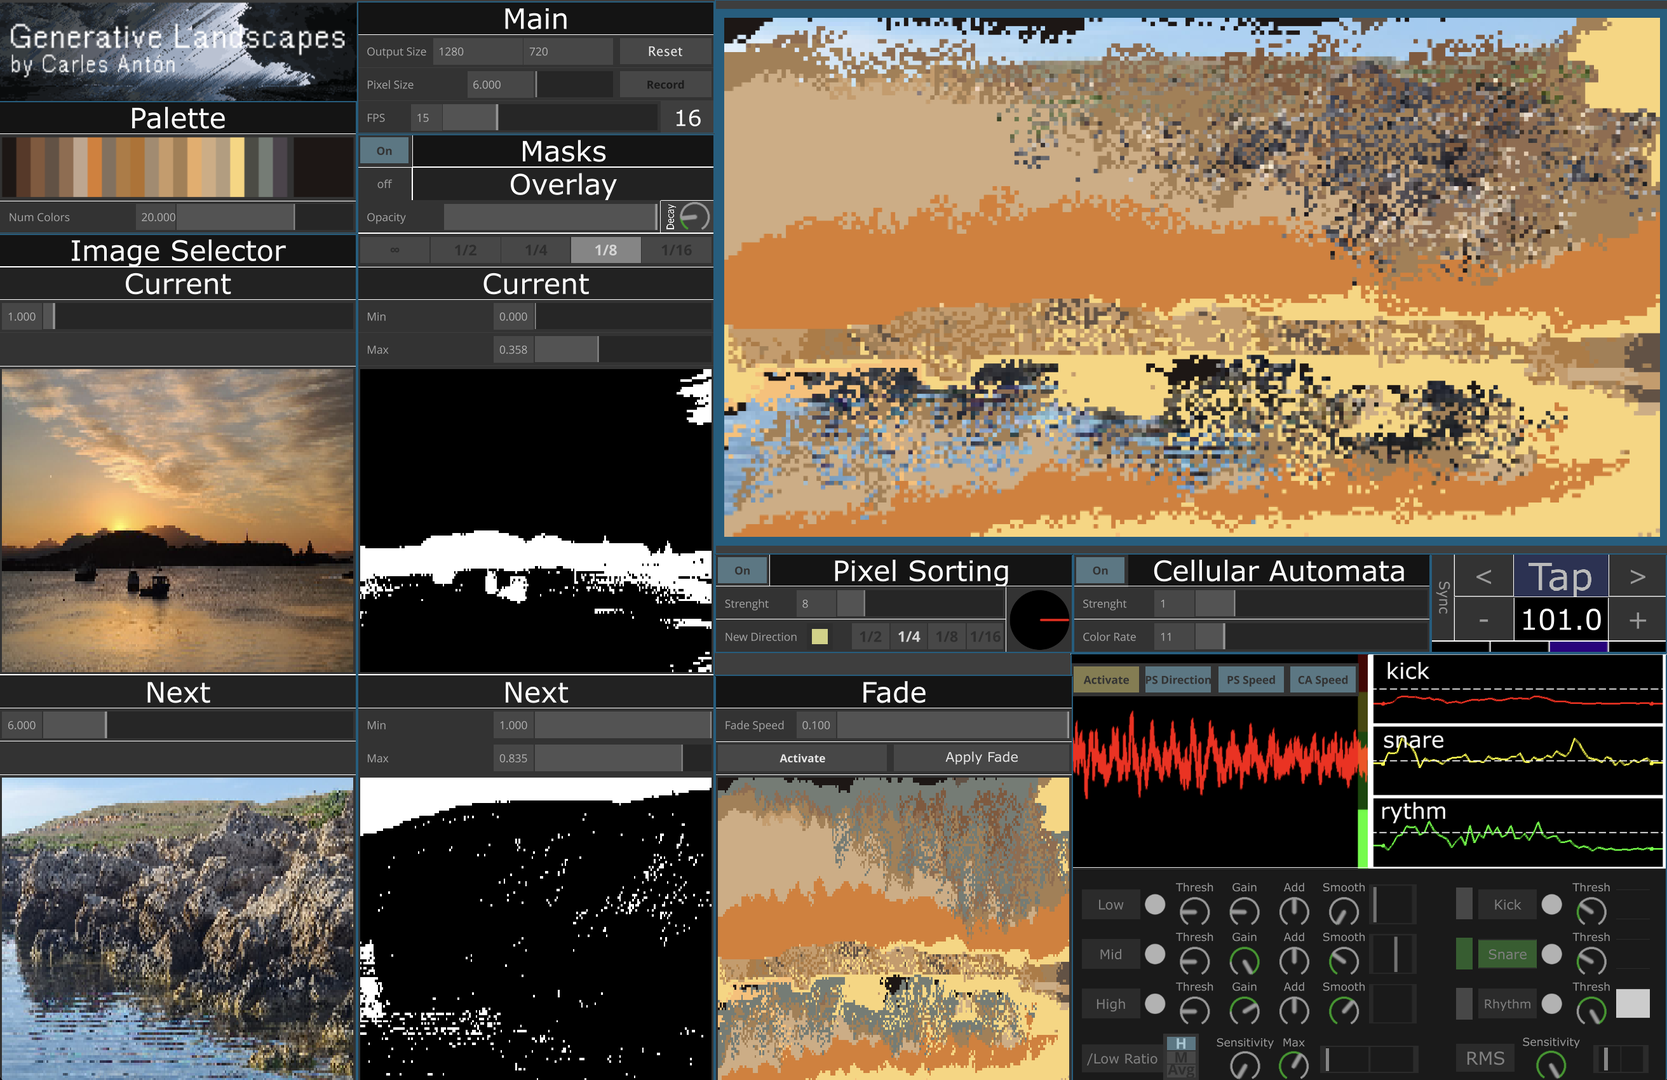 Generative Landscapes
by Carles Antón
Palette
Num Colors 20.000
Image Selector
Current
1.000
Next
6.000
Main
Output Size 1280 720 Reset
Pixel Size 6.000 Record
FPS 15 16
On Masks
off Overlay
Opacity Decay
∞ 1/2 1/4 1/8 1/16
Current
Min 0.000
Max 0.358
Next
Min 1.000
Max 0.835
On Pixel Sorting
Strenght 8
New Direction 1/2 1/4 1/8 1/16
Fade
Fade Speed 0.100
Activate Apply Fade
On Cellular Automata
Strenght 1
Color Rate 11
Sync < Tap >
- 101.0 +
Activate PS Direction PS Speed CA Speed
kick
snare
rythm
Thresh Gain Add Smooth
Low
Thresh Gain Add Smooth
Mid
Thresh Gain Add Smooth
High
Sensitivity Max
/Low Ratio H M Avg
Thresh
Kick
Thresh
Snare
Thresh
Rhythm
Sensitivity
RMS